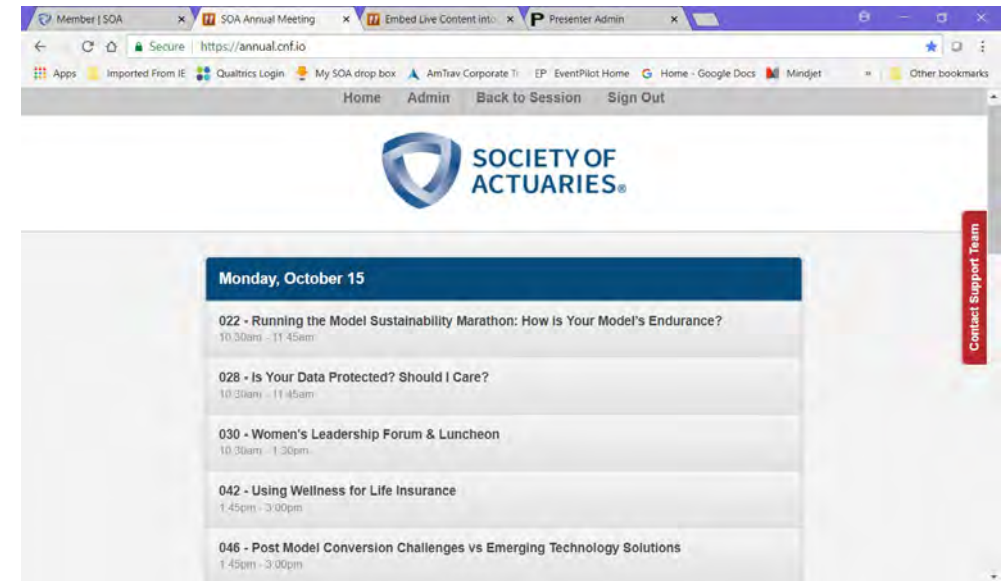 Member | SOA
SOA Annual Meeting
Embed Live Content into
Presenter Admin
Secure https://annual.cnf.io
Apps Imported From IE Qualtrics Login My SOA drop box AmTrav Corporate Tr EP EventPilot Home G Home - Google Docs Mindjet » Other bookmarks
Home Admin Back to Session Sign Out
SOCIETY OF
ACTUARIES®
Contact Support Team
Monday, October 15
022 - Running the Model Sustainability Marathon: How is Your Model's Endurance?
10:30am - 11:45am
028 - Is Your Data Protected? Should I Care?
10:30am - 11:45am
030 - Women's Leadership Forum & Luncheon
10:30am - 1:30pm
042 - Using Wellness for Life Insurance
1:45pm - 3:00pm
046 - Post Model Conversion Challenges vs Emerging Technology Solutions
1:45pm - 3:00pm